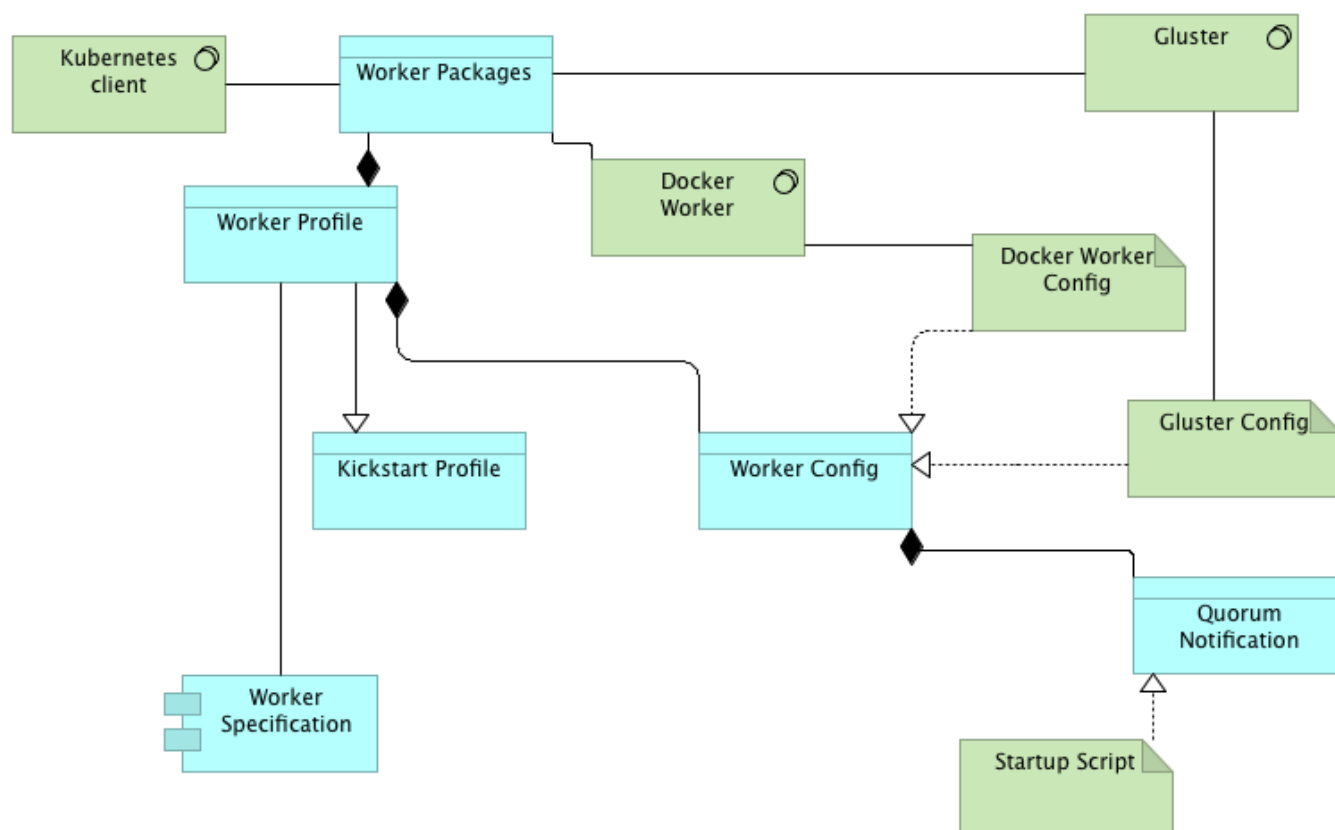 Kubernetes
client
Worker Packages
Gluster
Docker
Worker
Worker Profile
Docker Worker
Config
Gluster Config
Kickstart Profile
Worker Config
Quorum
Notification
Worker
Specification
Startup Script